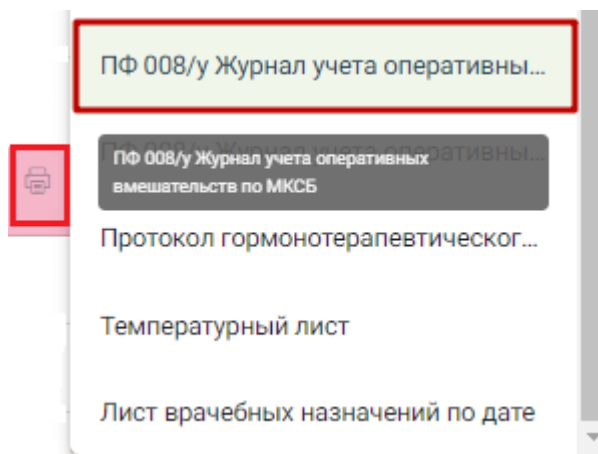 ПФ 008/у Журнал учета оперативны...
ПФ 008/у Журнал учета оперативных
вмешательств по МКСБ
Протокол гормонотерапевтическог...
Температурный лист
Лист врачебных назначений по дате